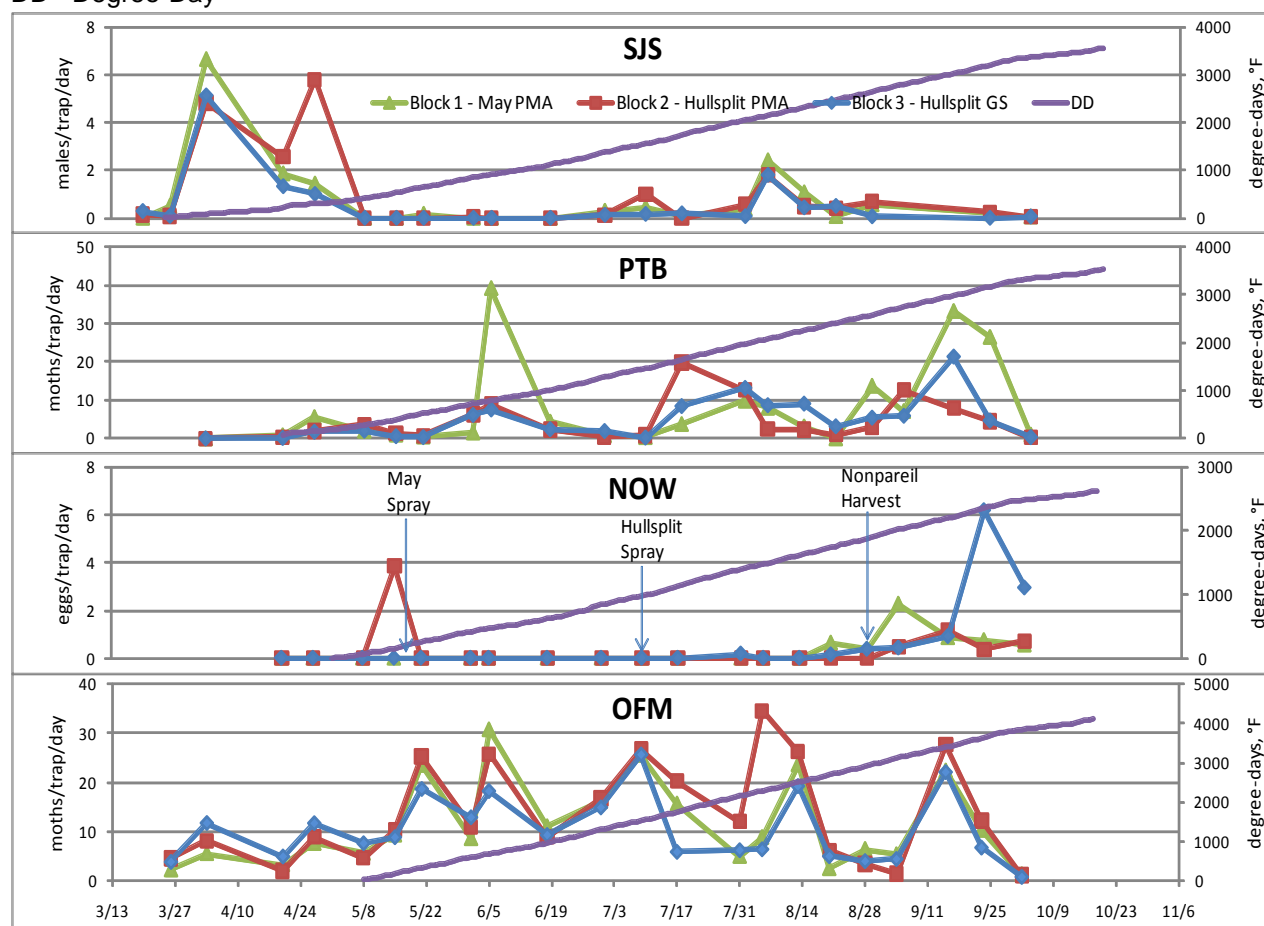 DD - Degree-Day
8 4000
SJS
7
6 3000
Block 1 - May PMA Block 2 - Hullsplit PMA Block 3 - Hullsplit GS DD
5
4 2000
3
2 1000
1
0 0
males/trap/day
degree-days, °F
50 4000
PTB
40 3000
30
2000
20
10 1000
0 0
moths/trap/day
degree-days, °F
8 3000
May
Spray
NOW
Nonpareil
Harvest
6
2000
Hullsplit
Spray
4
1000
2
0 0
eggs/trap/day
degree-days, °F
40 5000
OFM
4000
30
3000
20
2000
10
1000
0 0
moths/trap/day
degree-days, °F
3/13 3/27 4/10 4/24 5/8 5/22 6/5 6/19 7/3 7/17 7/31 8/14 8/28 9/11 9/25 10/9 10/23 11/6